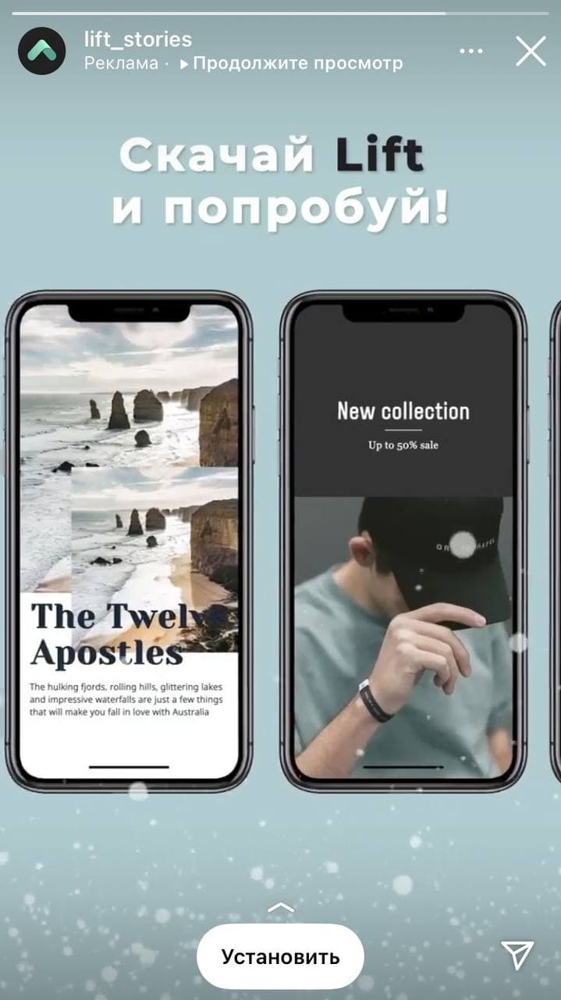 lift_stories
Реклама · Продолжите просмотр
Скачай Lift
и попробуй!
The Twelve
Apostles
The hulking fjords, rolling hills, glittering lakes
and impressive waterfalls are just a few things
that will make you fall in love with Australia
New collection
Up to 50% sale
Установить